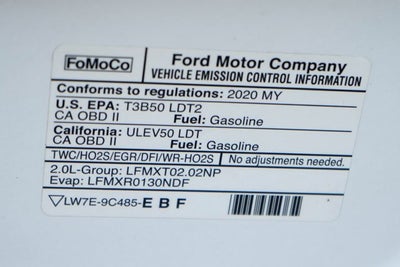 FoMoCo
Ford Motor Company
VEHICLE EMISSION CONTROL INFORMATION
Conforms to regulations: 2020 MY
U.S. EPA: T3B50 LDT2
CA OBD II Fuel: Gasoline
California: ULEV50 LDT
CA OBD II Fuel: Gasoline
TWC/HO2S/EGR/DFI/WR-HO2S No adjustments needed.
2.0L-Group: LFMXT02.02NP
Evap: LFMXR0130NDF
▽LW7E-9C485-EBF